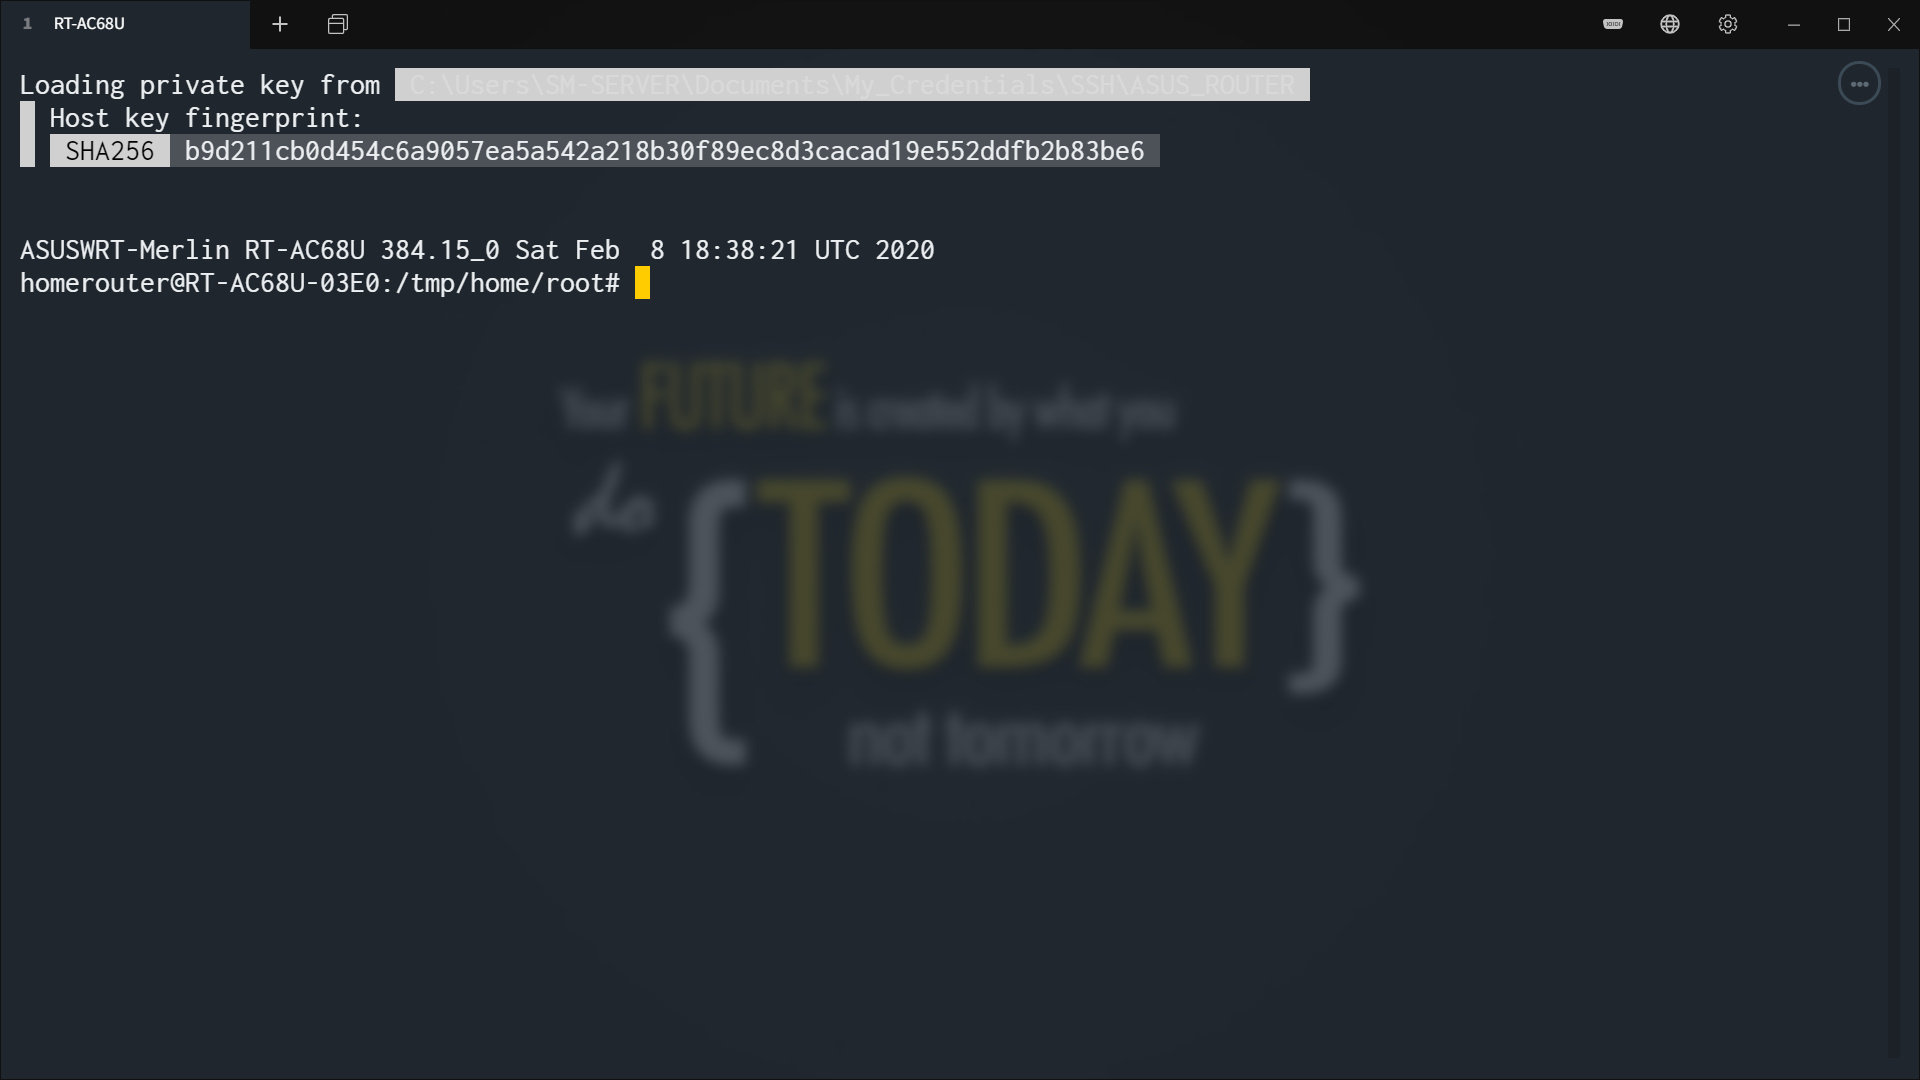 1 RT-AC68U
Loading private key from C:\Users\SM-SERVER\Documents\My_Credentials\SSH\ASUS_ROUTER
Host key fingerprint:
SHA256 b9d211cb0d454c6a9057ea5a542a218b30f89ec8d3cacad19e552ddfb2b83be6
ASUSWRT-Merlin RT-AC68U 384.15_0 Sat Feb  8 18:38:21 UTC 2020
homerouter@RT-AC68U-03E0:/tmp/home/root#
Your FUTURE is created by what you
do {TODAY}
not tomorrow